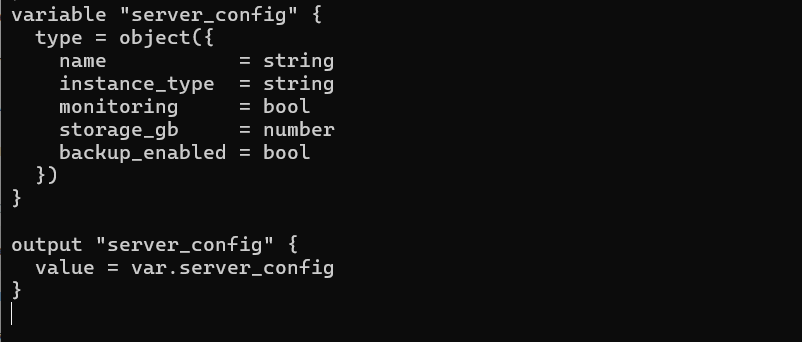 variable "server_config" {
  type = object({
    name           = string
    instance_type  = string
    monitoring     = bool
    storage_gb     = number
    backup_enabled = bool
  })
}

output "server_config" {
  value = var.server_config
}